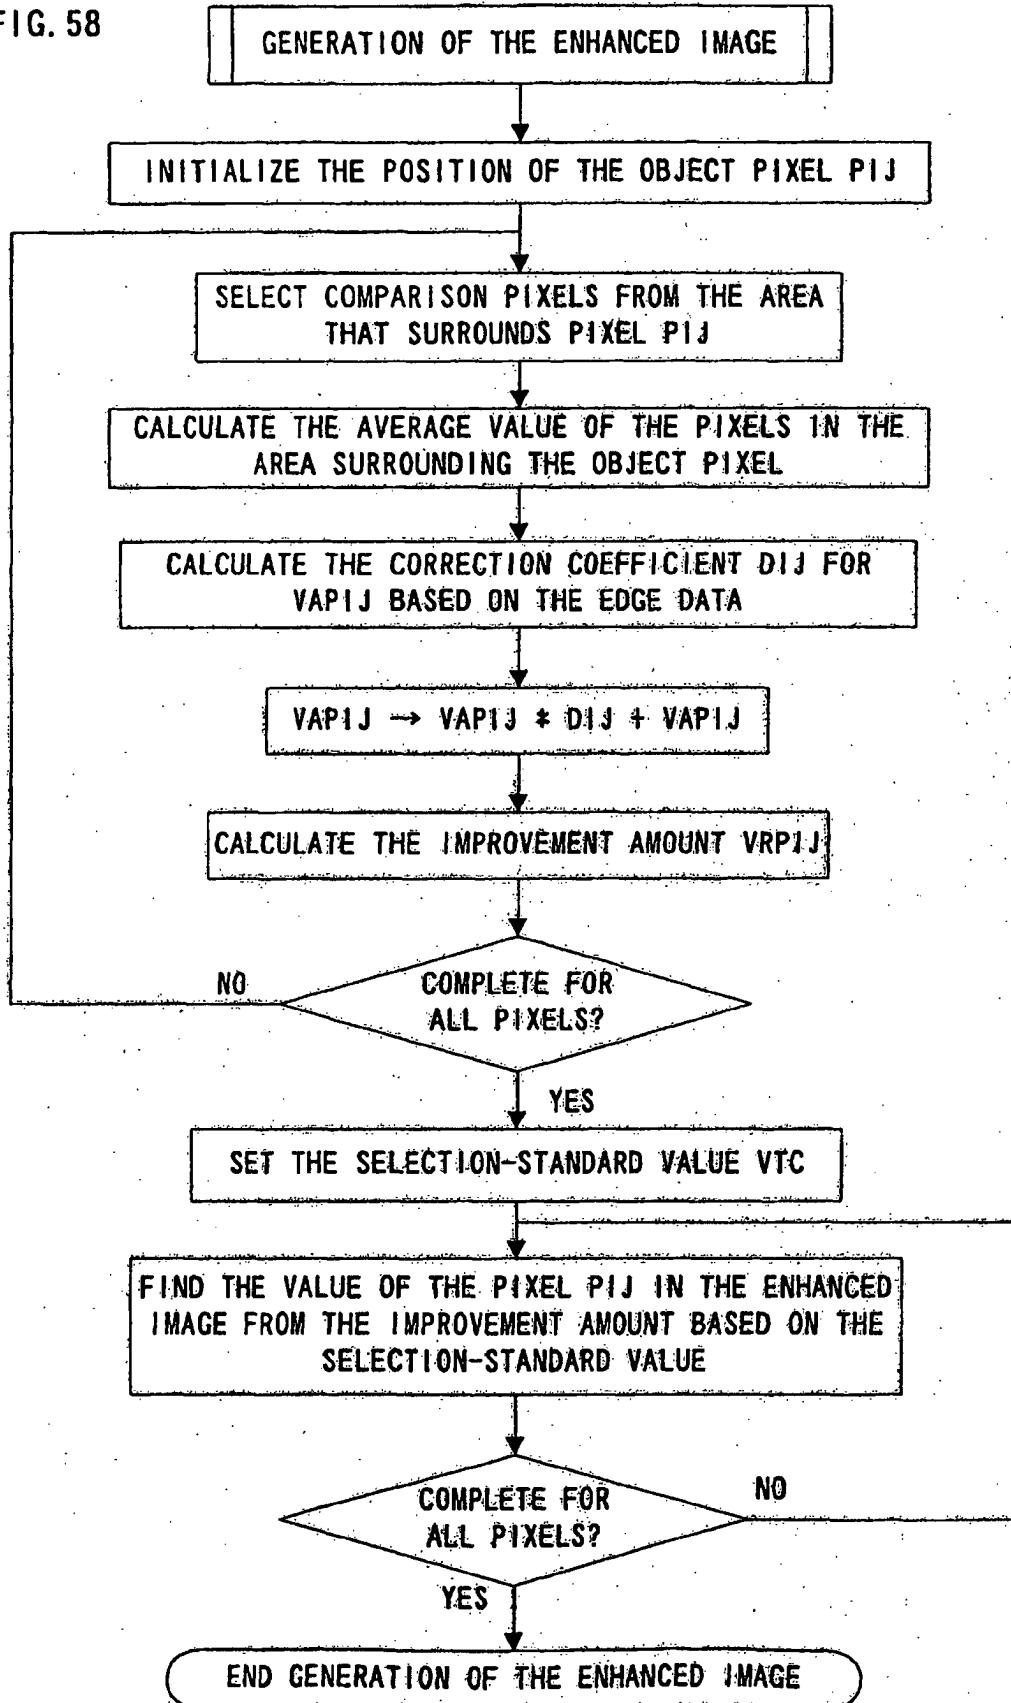 FIG. 58
GENERATION OF THE ENHANCED IMAGE
INITIALIZE THE POSITION OF THE OBJECT PIXEL PIJ
SELECT COMPARISON PIXELS FROM THE AREA
THAT SURROUNDS PIXEL PIJ
CALCULATE THE AVERAGE VALUE OF THE PIXELS IN THE
AREA SURROUNDING THE OBJECT PIXEL
CALCULATE THE CORRECTION COEFFICIENT DIJ FOR
VAPIJ BASED ON THE EDGE DATA
VAPIJ → VAPIJ * DIJ + VAPIJ
CALCULATE THE IMPROVEMENT AMOUNT VRPIJ
NO
COMPLETE FOR
ALL PIXELS?
YES
SET THE SELECTION-STANDARD VALUE VTC
FIND THE VALUE OF THE PIXEL PIJ IN THE ENHANCED
IMAGE FROM THE IMPROVEMENT AMOUNT BASED ON THE
SELECTION-STANDARD VALUE
NO
COMPLETE FOR
ALL PIXELS?
YES
END GENERATION OF THE ENHANCED IMAGE